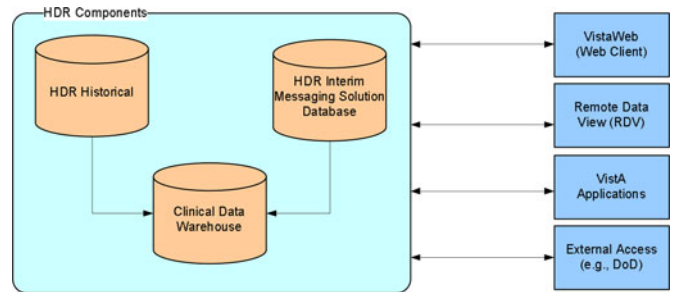 HDR Components
HDR Historical
HDR Interim
Messaging Solution
Database
Clinical Data
Warehouse
VistaWeb
(Web Client)
Remote Data
View (RDV)
VistA
Applications
External Access
(e.g., DoD)